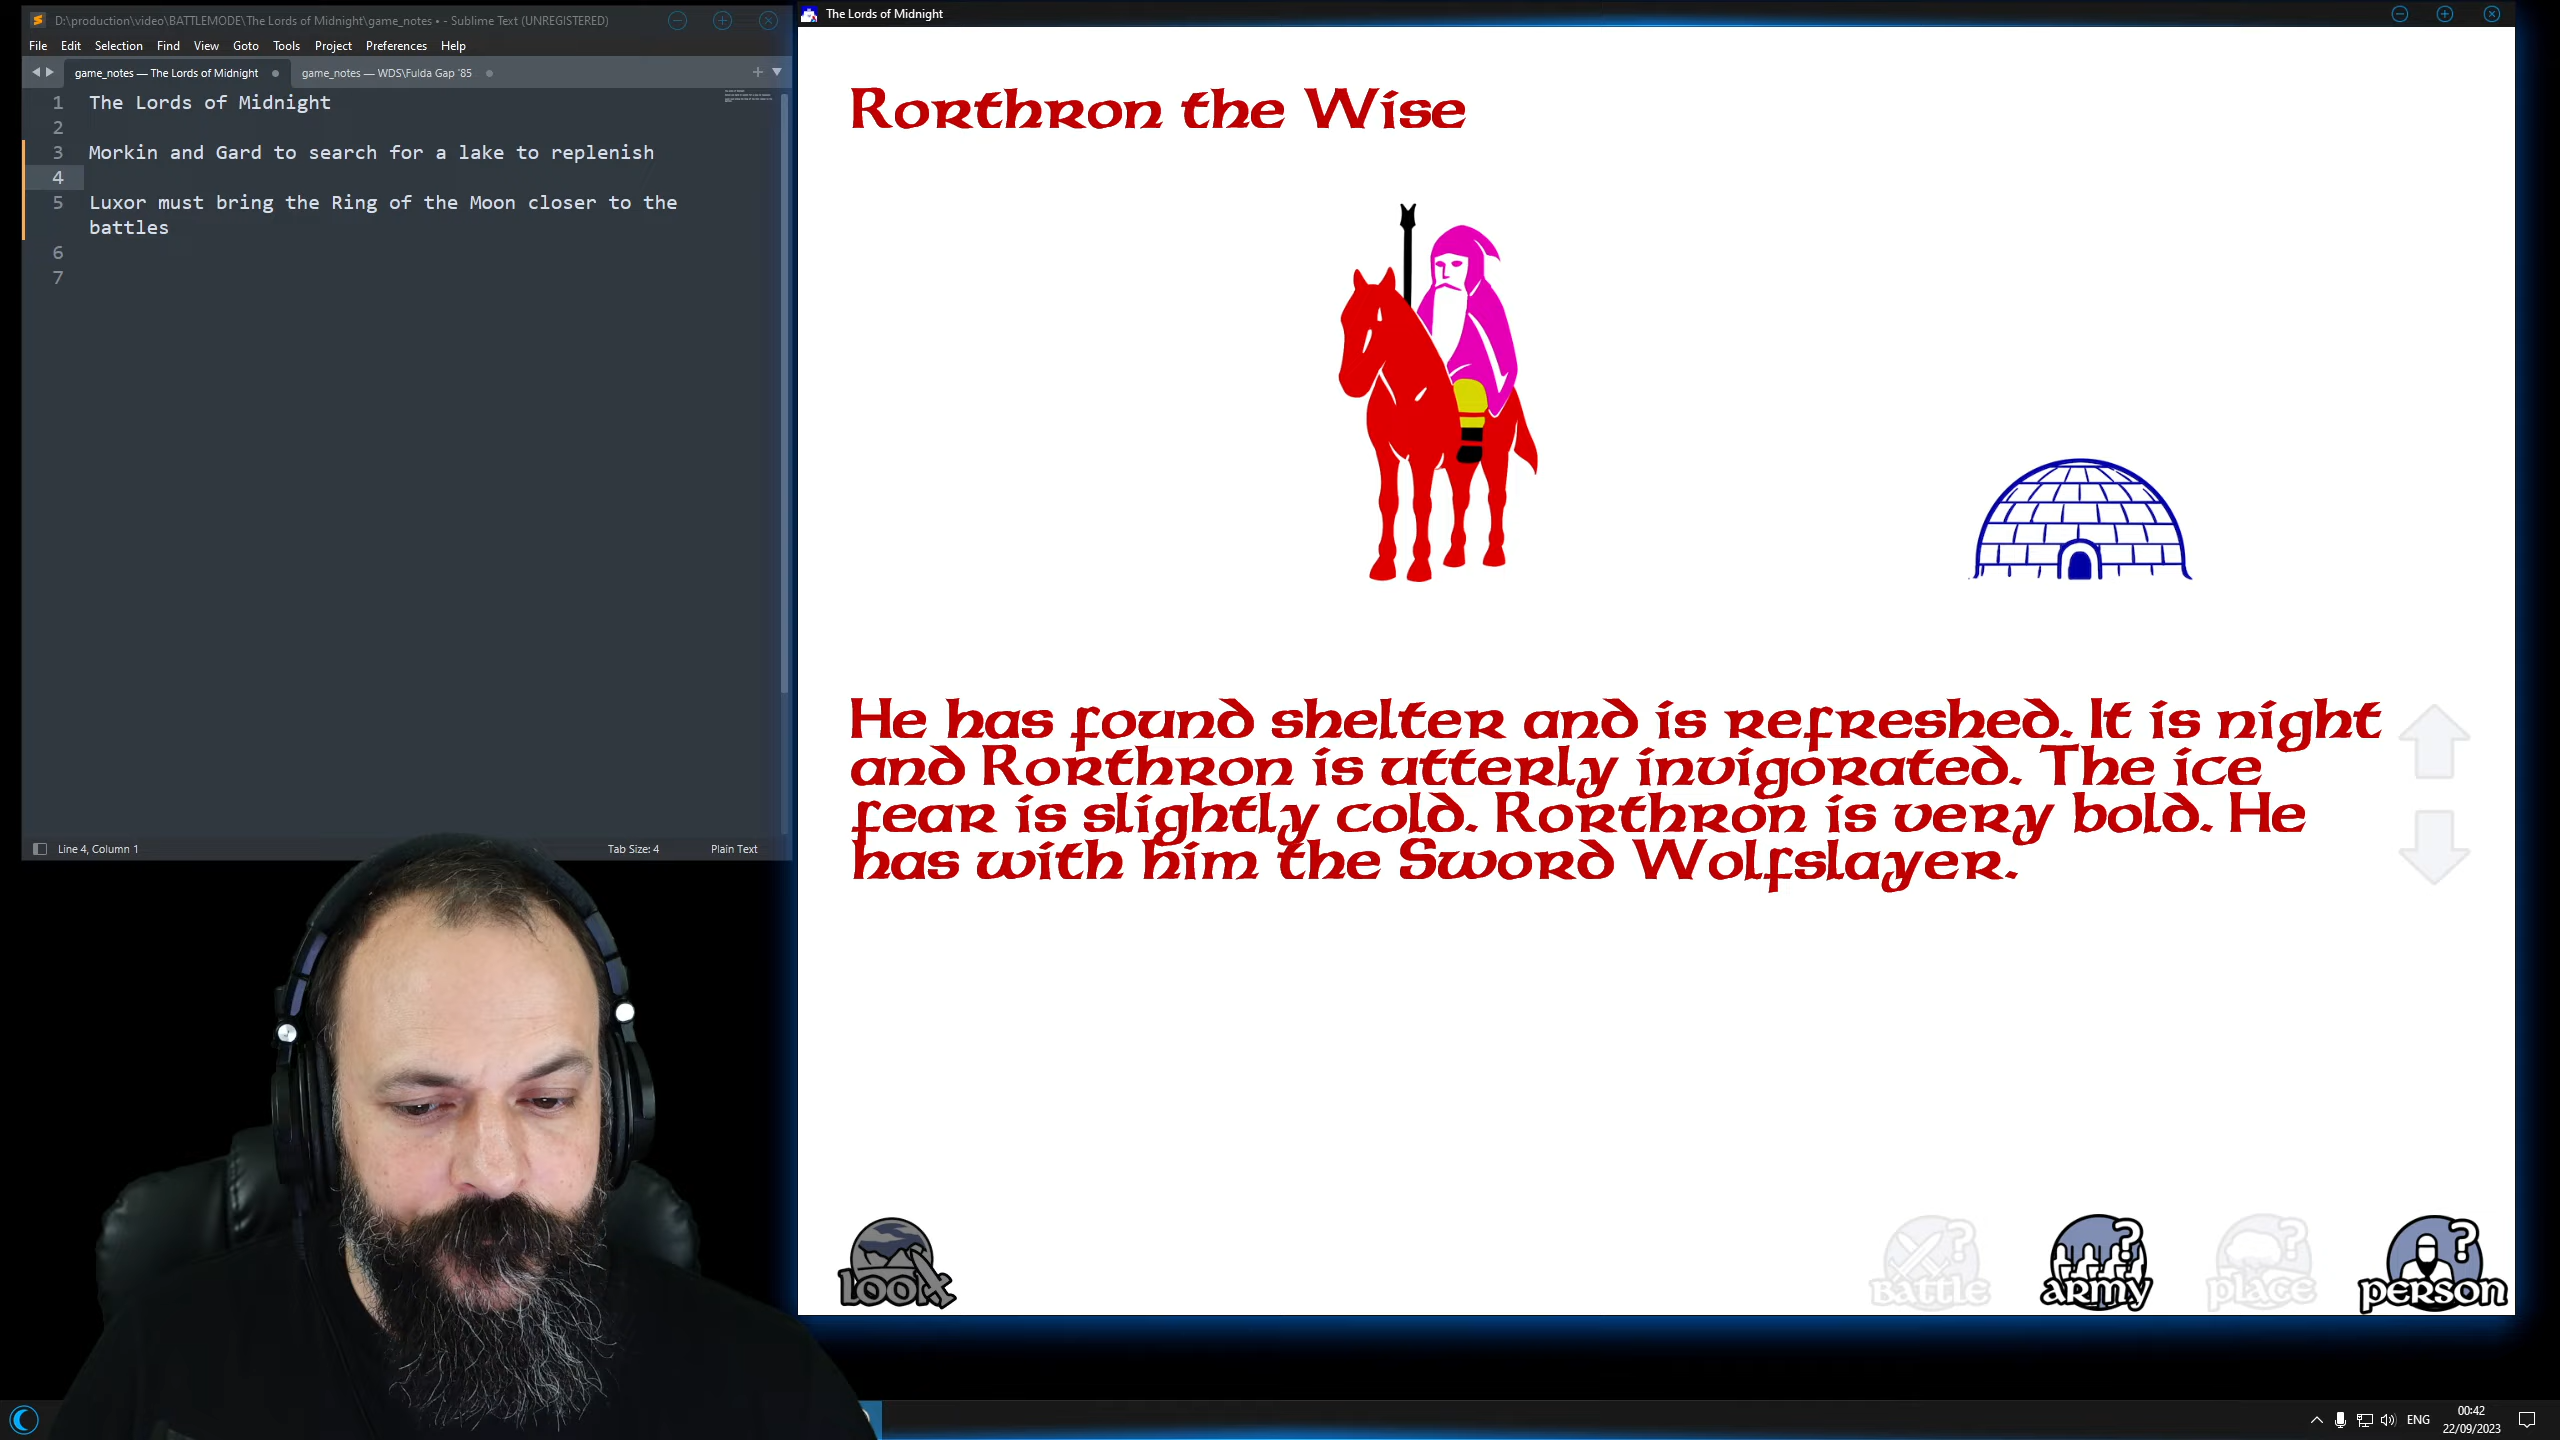 D:\production\video\BATTLEMODE\The Lords of Midnight\game_notes • - Sublime Text (UNREGISTERED)
File Edit Selection Find View Goto Tools Project Preferences Help
game_notes — The Lords of Midnight
game_notes — WDS\Fulda Gap '85
1 The Lords of Midnight
2
3 Morkin and Gard to search for a lake to replenish
4
5 Luxor must bring the Ring of the Moon closer to the
battles
6
7
Line 4, Column 1
Tab Size: 4
Plain Text
The Lords of Midnight
Rorthron the Wise
He has found shelter and is refreshed. It is night
and Rorthron is utterly invigorated. The ice
fear is slightly cold. Rorthron is very bold. He
has with him the Sword Wolfslayer.
look
battle
army
place
person
ENG
00:42
22/09/2023